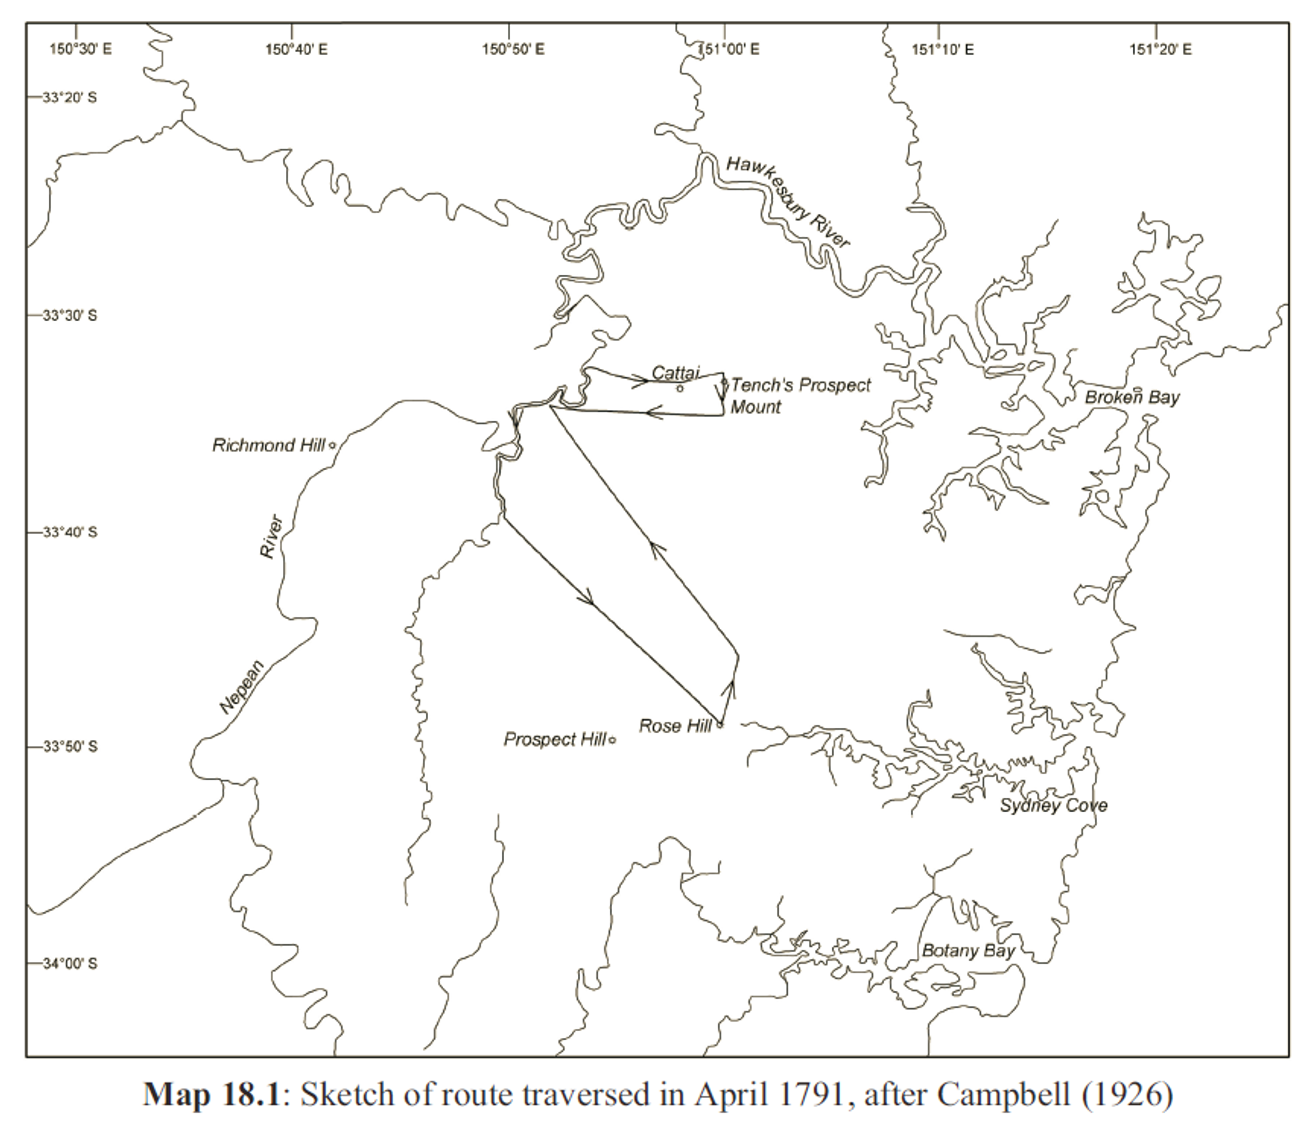 150°30' E
150°40' E
150°50' E
151°00' E
151°10' E
151°20' E
33°20' S
Hawkesbury River
33°30' S
Cattai
Tench's Prospect
Mount
Broken Bay
Richmond Hill
River
33°40' S
Nepean
Rose Hill
Prospect Hill
33°50' S
Sydney Cove
Botany Bay
34°00' S
Map 18.1: Sketch of route traversed in April 1791, after Campbell (1926)